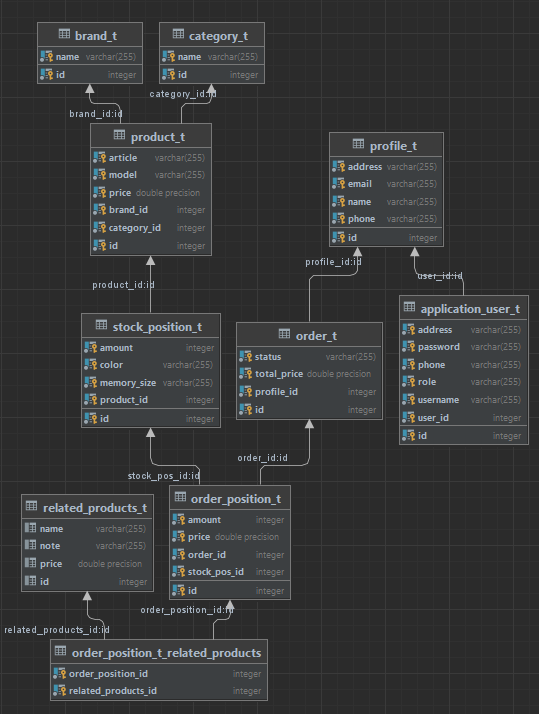 brand_t
name varchar(255)
id integer
category_t
name varchar(255)
id integer
brand_id:id
category_id:id
product_t
article varchar(255)
model varchar(255)
price double precision
brand_id integer
category_id integer
id integer
profile_t
address varchar(255)
email varchar(255)
name varchar(255)
phone varchar(255)
id integer
product_id:id
profile_id:id
user_id:id
stock_position_t
amount integer
color varchar(255)
memory_size varchar(255)
product_id integer
id integer
order_t
status varchar(255)
total_price double precision
profile_id integer
id integer
application_user_t
address varchar(255)
password varchar(255)
phone varchar(255)
role varchar(255)
username varchar(255)
user_id integer
id integer
stock_pos_id:id
order_id:id
related_products_t
name varchar(255)
note varchar(255)
price double precision
id integer
order_position_t
amount integer
price double precision
order_id integer
stock_pos_id integer
id integer
related_products_id:id
order_position_id:id
order_position_t_related_products
order_position_id integer
related_products_id integer